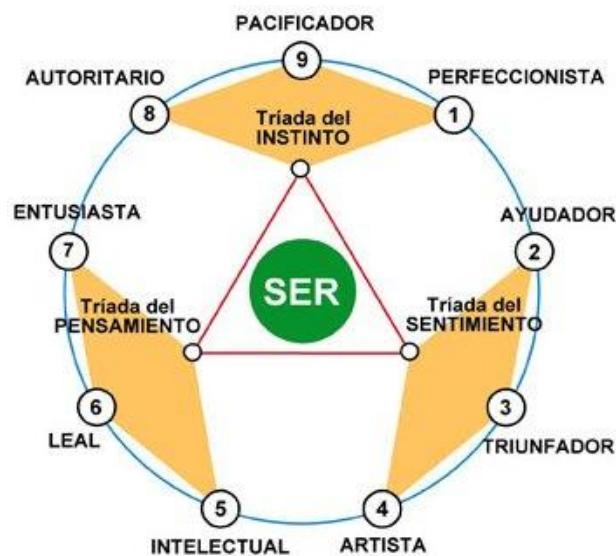 PACIFICADOR
9
AUTORITARIO
8
PERFECCIONISTA
1
Tríada del
INSTINTO
ENTUSIASTA
7
AYUDADOR
2
SER
Tríada del
PENSAMIENTO
Tríada del
SENTIMIENTO
6
LEAL
3
TRIUNFADOR
5
INTELECTUAL
4
ARTISTA